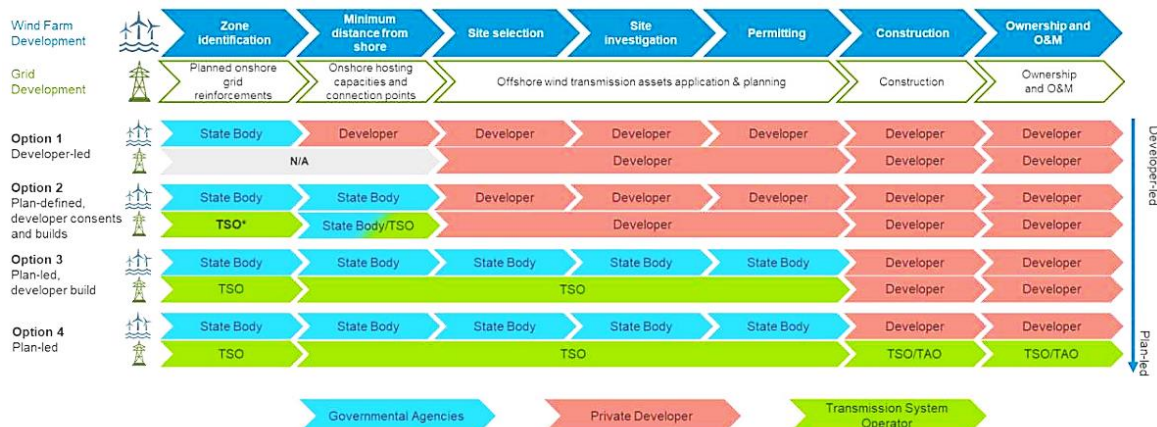 Wind Farm
Development
Zone
identification
Minimum
distance from
shore
Site selection
Site
investigation
Permitting
Construction
Ownership and
O&M
Grid
Development
Planned onshore
grid
reinforcements
Onshore hosting
capacities and
connection points
Offshore wind transmission assets application & planning
Construction
Ownership
and O&M
Option 1
Developer-led
State Body
Developer
Developer
Developer
Developer
Developer
Developer
N/A
Developer
Developer
Developer
Option 2
Plan-defined,
developer consents
and builds
State Body
State Body
Developer
Developer
Developer
Developer
Developer
TSO*
State Body/TSO
Developer
Developer
Developer
Option 3
Plan-led,
developer build
State Body
State Body
State Body
State Body
State Body
Developer
Developer
TSO
TSO
Developer
Developer
Option 4
Plan-led
State Body
State Body
State Body
State Body
State Body
Developer
Developer
TSO
TSO
TSO/TAO
TSO/TAO
Developer-led
Plan-led
Governmental Agencies
Private Developer
Transmission System
Operator